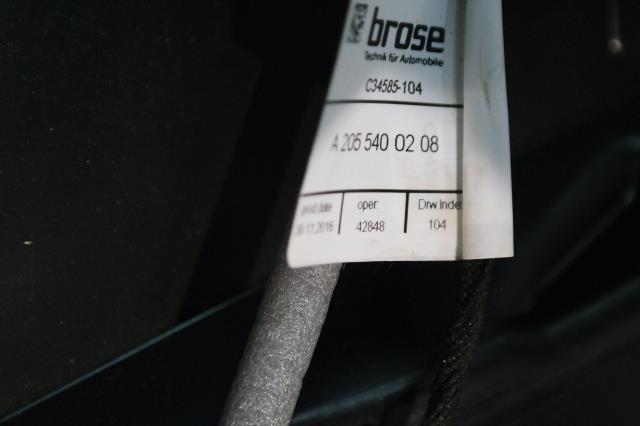 brose
Technik für Automobile
C34585-104
A 205 540 02 08
prod.date oper. Drw Index
30.11.2016 42848 104